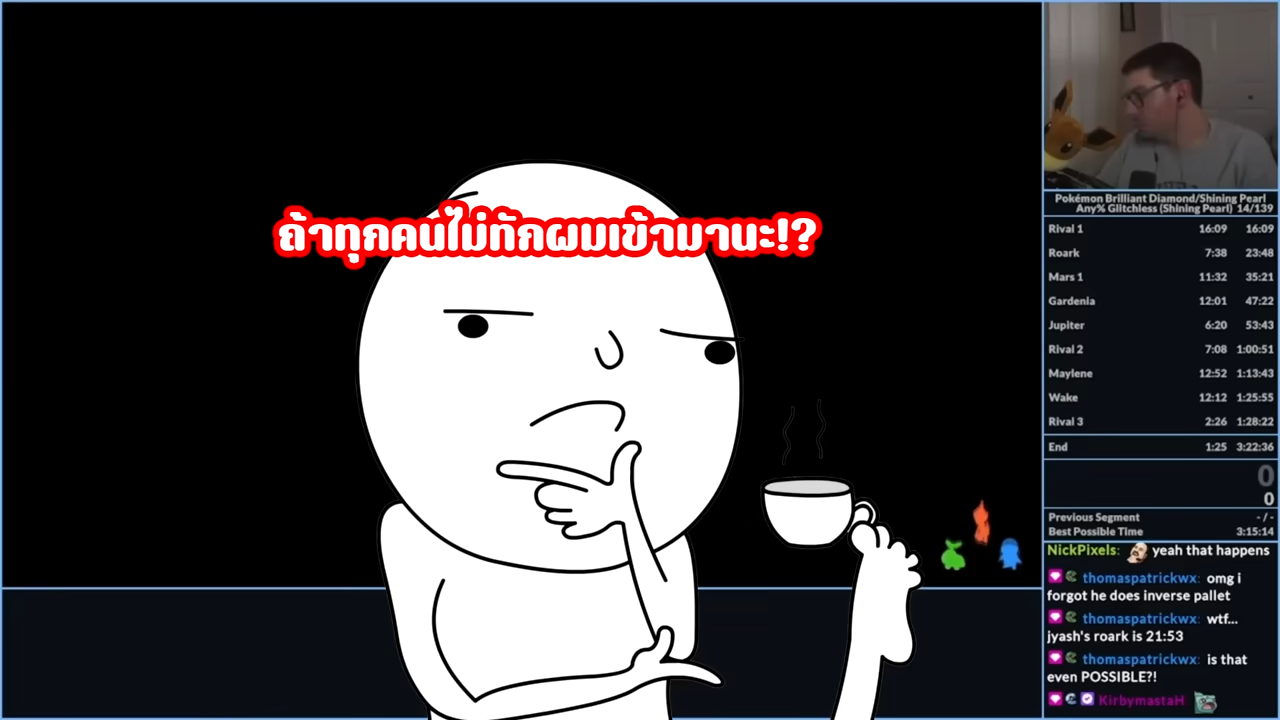 ถ้าทุกคนไม่ทักผมเข้ามานะ!?
Pokémon Brilliant Diamond/Shining Pearl
Any% Glitchless (Shining Pearl) 14/139
Rival 1 16:09 16:09
Roark 7:38 23:48
Mars 1 11:32 35:21
Gardenia 12:01 47:22
Jupiter 6:20 53:43
Rival 2 7:08 1:00:51
Maylene 12:52 1:13:43
Wake 12:12 1:25:55
Rival 3 2:26 1:28:22
End 1:25 3:22:36
0
0
Previous Segment - / -
Best Possible Time 3:15:14
NickPixels: yeah that happens
thomaspatrickwx: omg i
forgot he does inverse pallet
thomaspatrickwx: wtf...
jyash's roark is 21:53
thomaspatrickwx: is that
even POSSIBLE?!
KirbymastaH